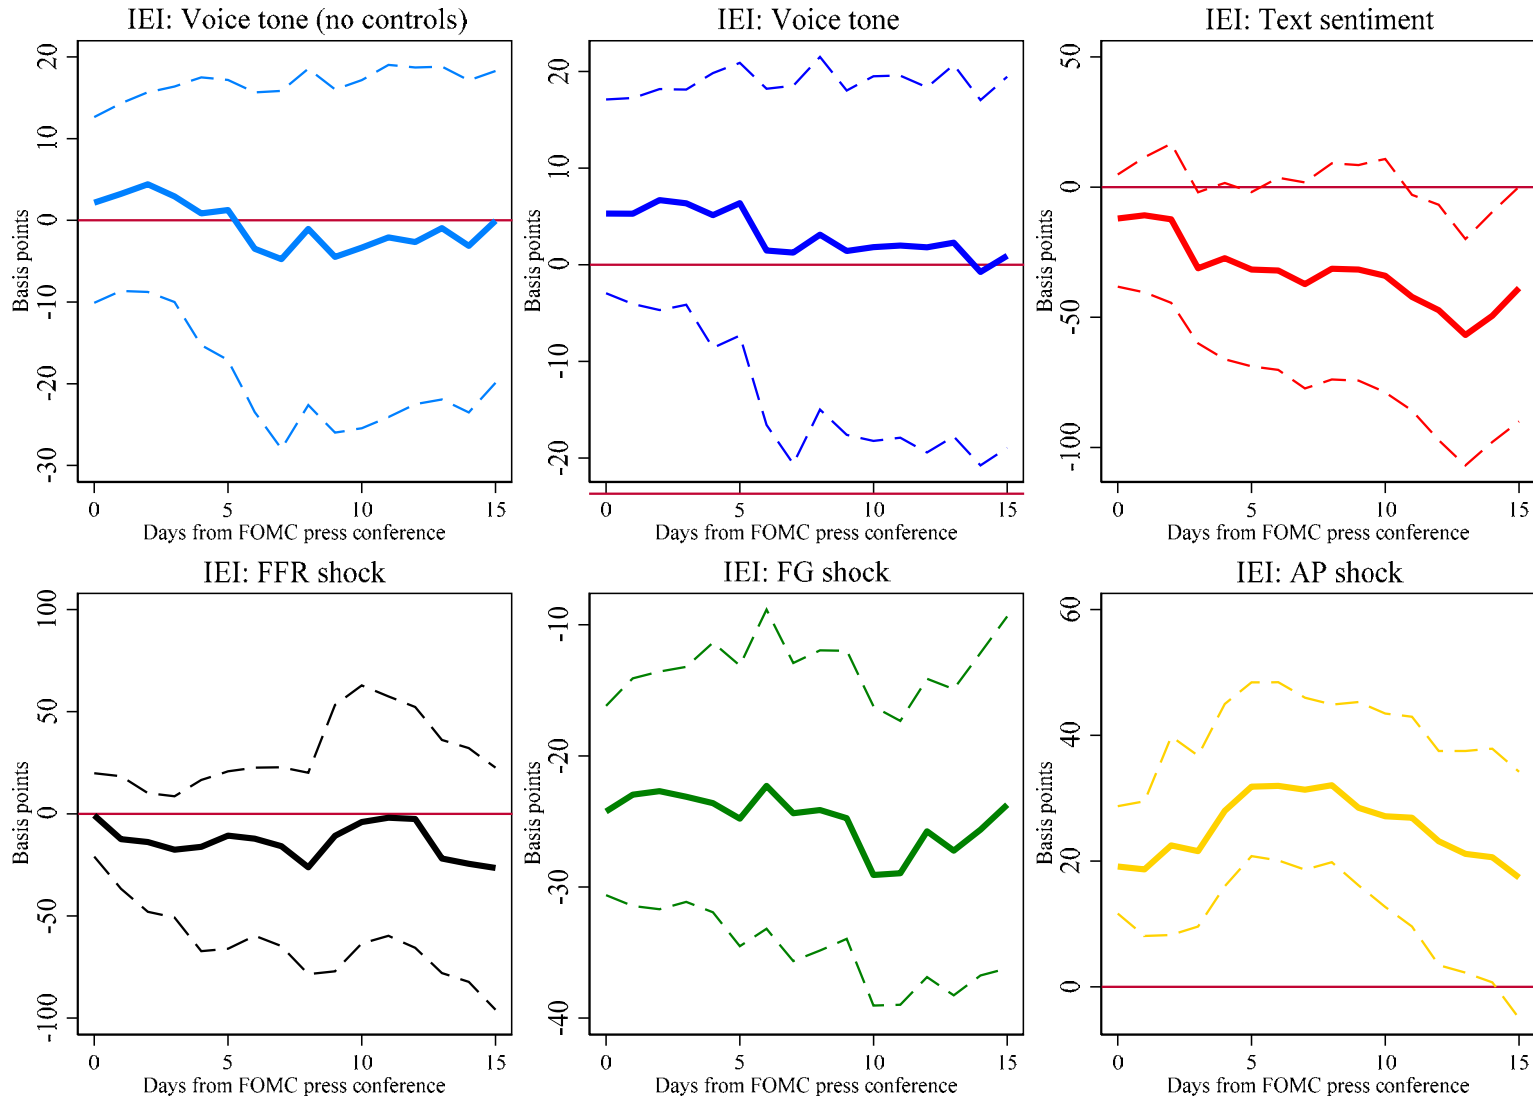 IEI: Voice tone (no controls)
Basis points
20
10
0
-10
-20
-30
0 5 10 15
Days from FOMC press conference
IEI: Voice tone
Basis points
20
10
0
-10
-20
0 5 10 15
Days from FOMC press conference
IEI: Text sentiment
Basis points
50
0
-50
-100
0 5 10 15
Days from FOMC press conference
IEI: FFR shock
Basis points
100
50
0
-50
-100
0 5 10 15
Days from FOMC press conference
IEI: FG shock
Basis points
-10
-20
-30
-40
0 5 10 15
Days from FOMC press conference
IEI: AP shock
Basis points
60
40
20
0
0 5 10 15
Days from FOMC press conference